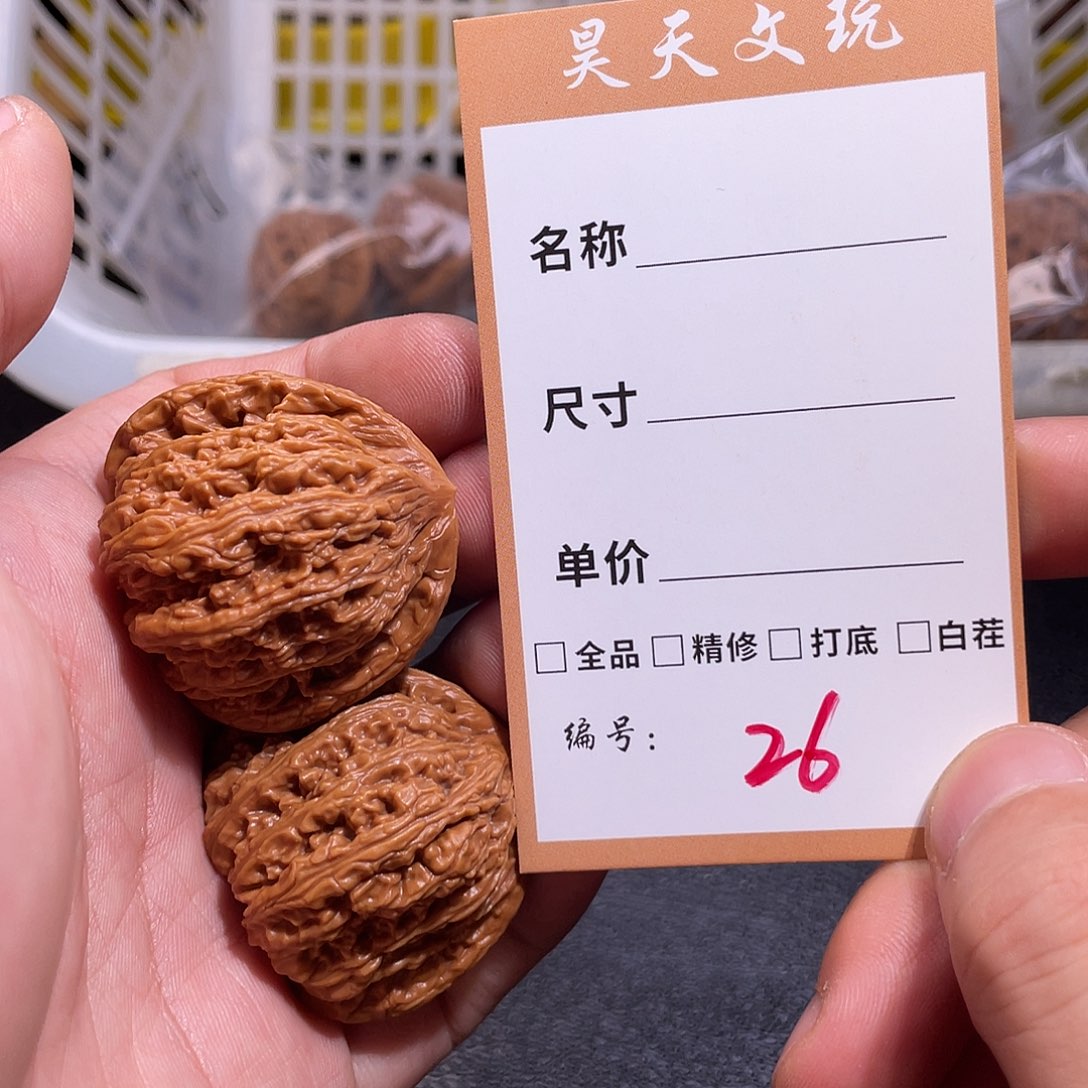 昊天文玩
名称
尺寸
单价
□全品 □精修 □打底 □白茬
编号: 26